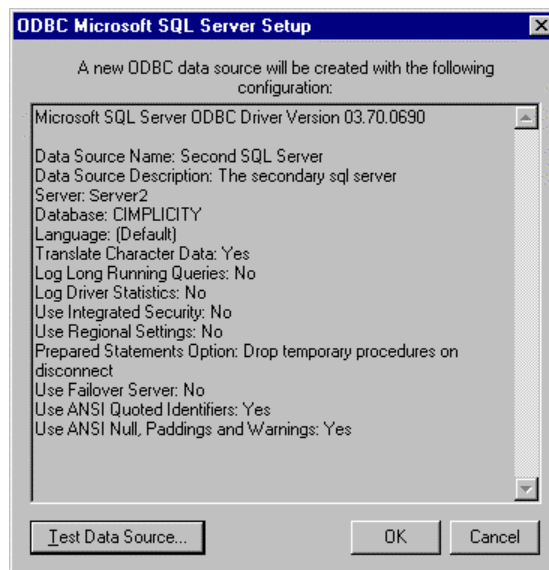 ODBC Microsoft SQL Server Setup
A new ODBC data source will be created with the following
configuration:
Microsoft SQL Server ODBC Driver Version 03.70.0690
Data Source Name: Second SQL Server
Data Source Description: The secondary sql server
Server: Server2
Database: CIMPLICITY
Language: (Default)
Translate Character Data: Yes
Log Long Running Queries: No
Log Driver Statistics: No
Use Integrated Security: No
Use Regional Settings: No
Prepared Statements Option: Drop temporary procedures on
disconnect
Use Failover Server: No
Use ANSI Quoted Identifiers: Yes
Use ANSI Null, Paddings and Warnings: Yes
Test Data Source... OK Cancel